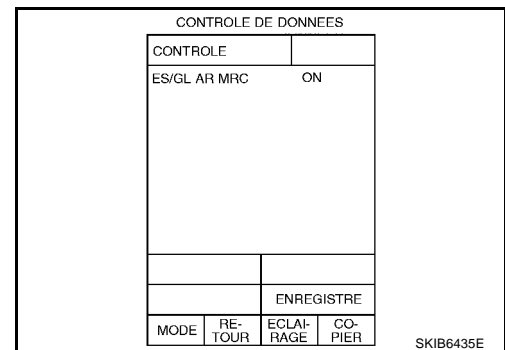 CONTROLE DE DONNEES
CONTROLE
ES/GL AR MRC ON
ENREGISTRE
MODE RE-TOUR ECLAI-RAGE CO-PIER
SKIB6435E